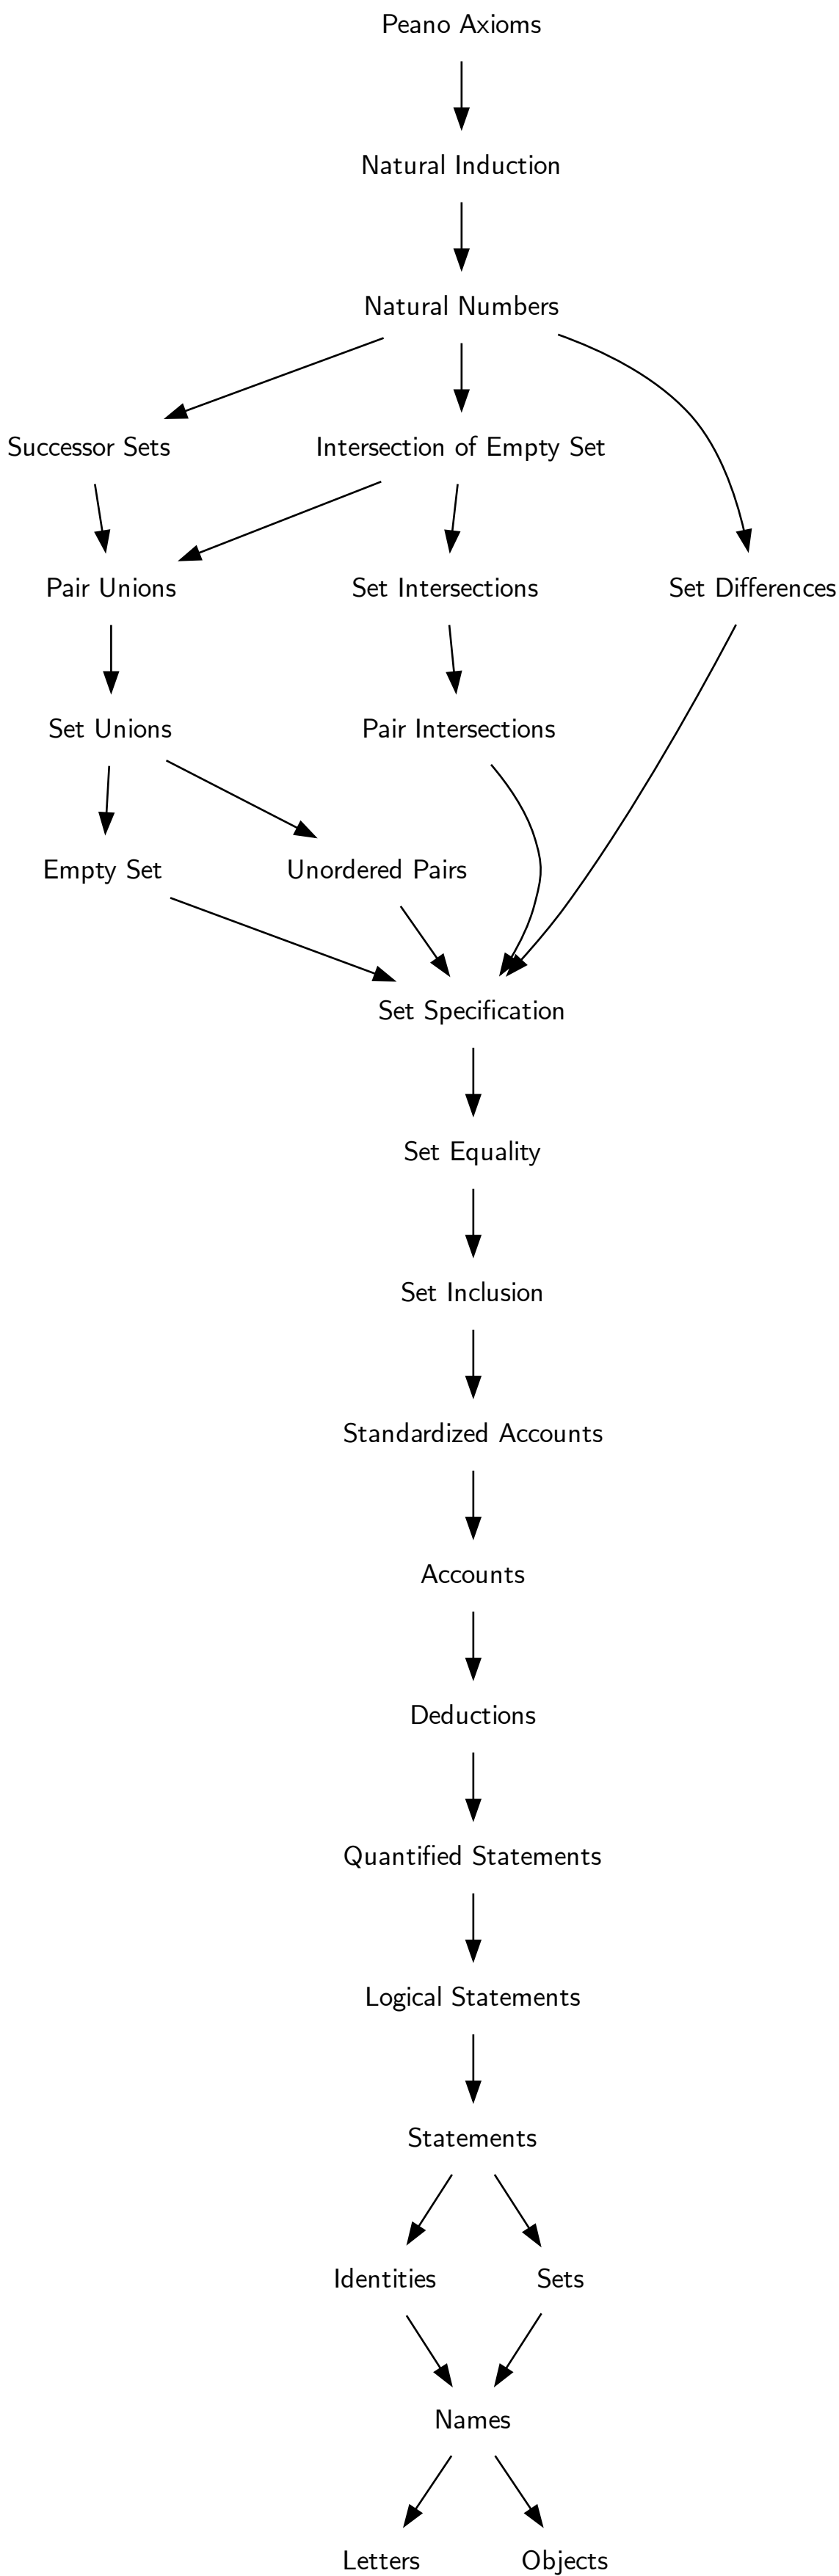 Peano Axioms
Natural Induction
Natural Numbers
Successor Sets
Intersection of Empty Set
Pair Unions
Set Intersections
Set Differences
Set Unions
Pair Intersections
Empty Set
Unordered Pairs
Set Specification
Set Equality
Set Inclusion
Standardized Accounts
Accounts
Deductions
Quantified Statements
Logical Statements
Statements
Identities
Sets
Names
Letters
Objects